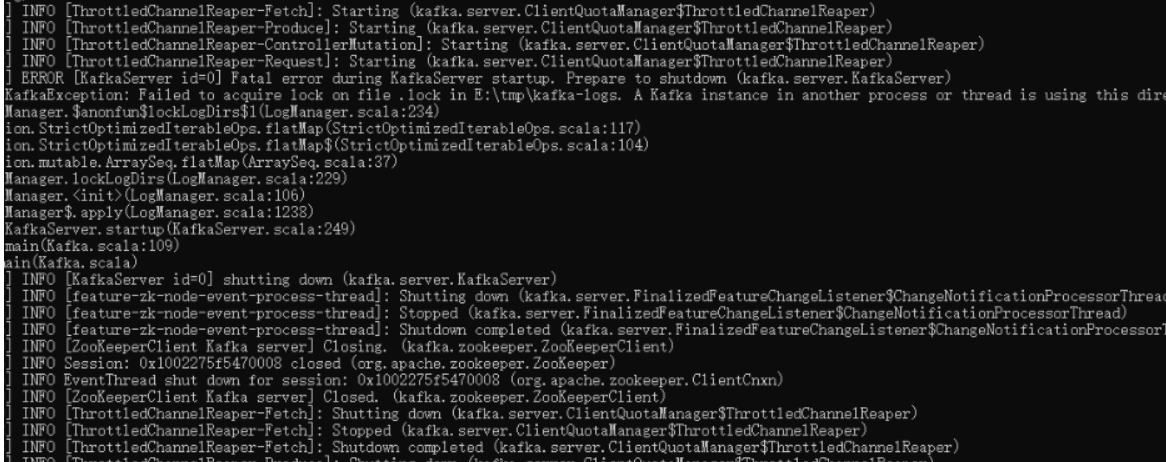 ] INFO [ThrottledChannelReaper-Fetch]: Starting (kafka.server.ClientQuotaManager$ThrottledChannelReaper)
] INFO [ThrottledChannelReaper-Produce]: Starting (kafka.server.ClientQuotaManager$ThrottledChannelReaper)
] INFO [ThrottledChannelReaper-ControllerMutation]: Starting (kafka.server.ClientQuotaManager$ThrottledChannelReaper)
] INFO [ThrottledChannelReaper-Request]: Starting (kafka.server.ClientQuotaManager$ThrottledChannelReaper)
] ERROR [KafkaServer id=0] Fatal error during KafkaServer startup. Prepare to shutdown (kafka.server.KafkaServer)
KafkaException: Failed to acquire lock on file .lock in E:\tmp\kafka-logs. A Kafka instance in another process or thread is using this dire
Manager.$anonfun$lockLogDirs$1(LogManager.scala:234)
ion.StrictOptimizedIterableOps.flatMap(StrictOptimizedIterableOps.scala:117)
ion.StrictOptimizedIterableOps.flatMap$(StrictOptimizedIterableOps.scala:104)
ion.mutable.ArraySeq.flatMap(ArraySeq.scala:37)
Manager.lockLogDirs(LogManager.scala:229)
Manager.<init>(LogManager.scala:106)
Manager$.apply(LogManager.scala:1238)
KafkaServer.startup(KafkaServer.scala:249)
main(Kafka.scala:109)
ain(Kafka.scala)
] INFO [KafkaServer id=0] shutting down (kafka.server.KafkaServer)
] INFO [feature-zk-node-event-process-thread]: Shutting down (kafka.server.FinalizedFeatureChangeListener$ChangeNotificationProcessorThread
] INFO [feature-zk-node-event-process-thread]: Stopped (kafka.server.FinalizedFeatureChangeListener$ChangeNotificationProcessorThread)
] INFO [feature-zk-node-event-process-thread]: Shutdown completed (kafka.server.FinalizedFeatureChangeListener$ChangeNotificationProcessorT
] INFO [ZooKeeperClient Kafka server] Closing. (kafka.zookeeper.ZooKeeperClient)
] INFO Session: 0x1002275f5470008 closed (org.apache.zookeeper.ZooKeeper)
] INFO EventThread shut down for session: 0x1002275f5470008 (org.apache.zookeeper.ClientCnxn)
] INFO [ZooKeeperClient Kafka server] Closed. (kafka.zookeeper.ZooKeeperClient)
] INFO [ThrottledChannelReaper-Fetch]: Shutting down (kafka.server.ClientQuotaManager$ThrottledChannelReaper)
] INFO [ThrottledChannelReaper-Fetch]: Stopped (kafka.server.ClientQuotaManager$ThrottledChannelReaper)
] INFO [ThrottledChannelReaper-Fetch]: Shutdown completed (kafka.server.ClientQuotaManager$ThrottledChannelReaper)
] INFO [ThrottledChannelReaper-Produce]: Shutting down (kafka.server.ClientQuotaManager$ThrottledChannelReaper)